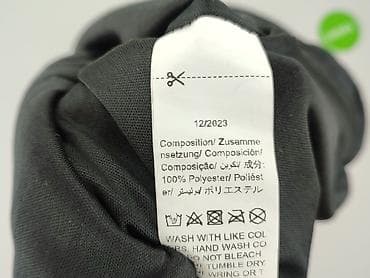 12/2023
Composition/ Zusamme
nsetzung/ Composición/
Composição/ تكوين/ 成分:
100% Polyester/ Poliést
er/ بوليستر/ ポリエステル
WASH WITH LIKE COL
RS. HAND WASH CO
DO NOT BLEACH
TUMBLE DRY
WRING OR T